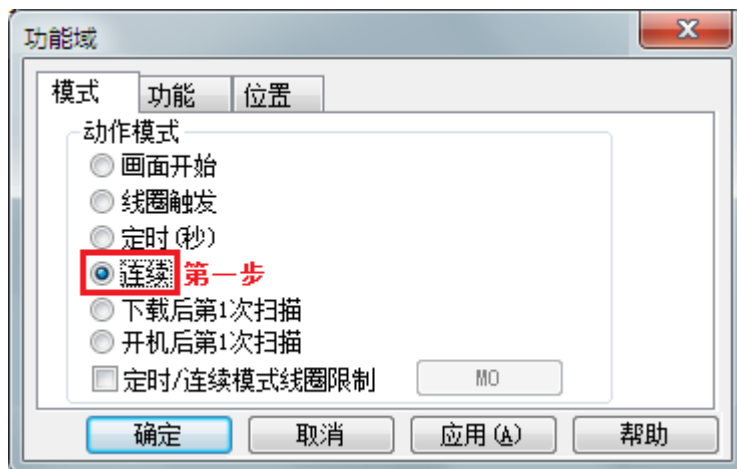 功能域
模式 功能 位置
动作模式
画面开始
线圈触发
定时(秒)
连续 第一步
下载后第1次扫描
开机后第1次扫描
定时/连续模式线圈限制 M0
确定 取消 应用(A) 帮助